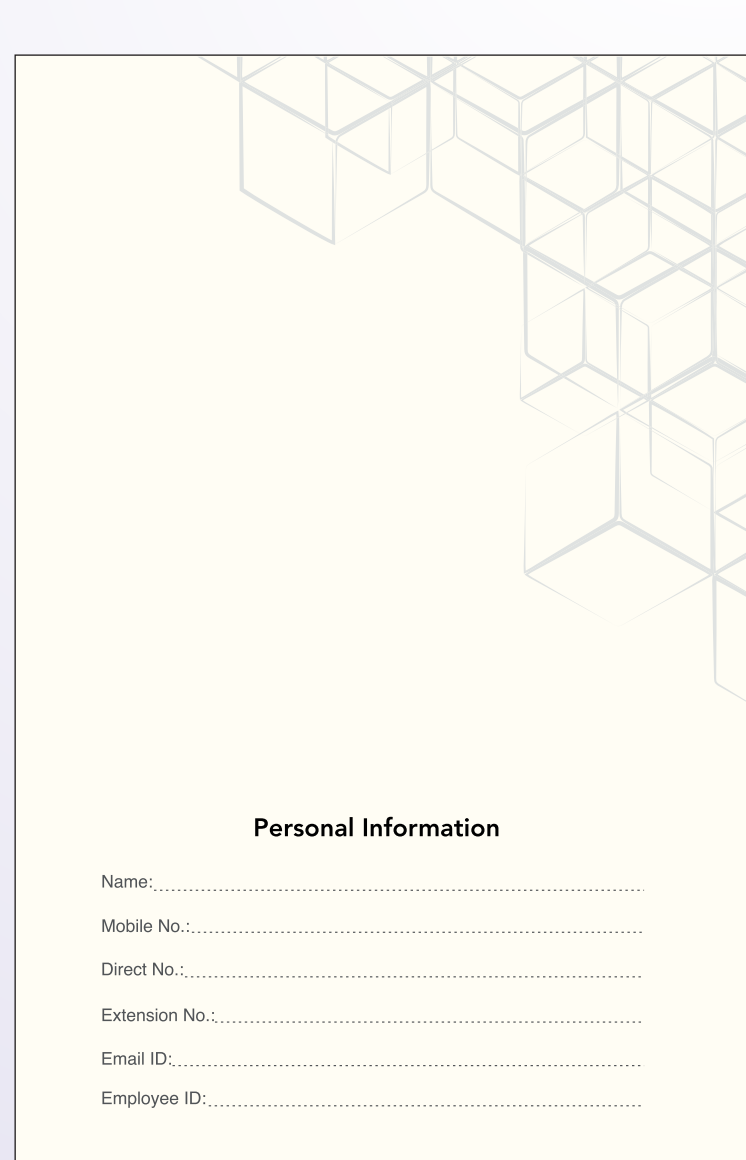 Personal Information
Name:
Mobile No.:
Direct No.:
Extension No.:
Email ID:
Employee ID: